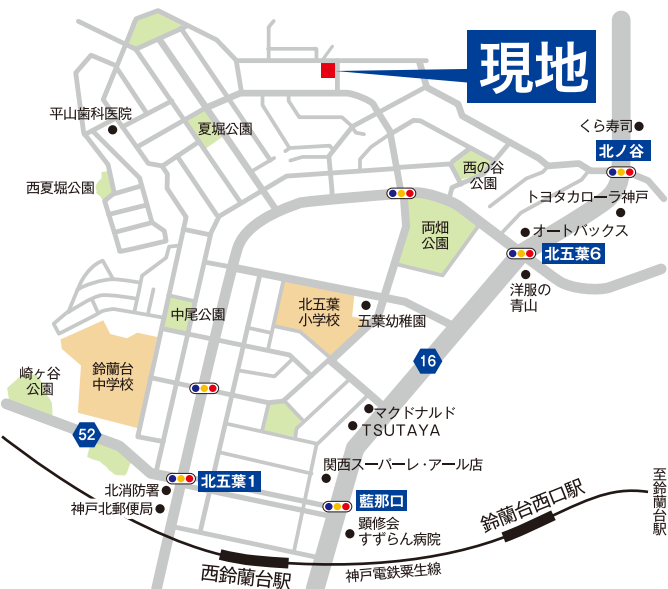 現地
くら寿司
北ノ谷
平山歯科医院
夏堀公園
西の谷
公園
西夏堀公園
トヨタカローラ神戸
両畑
公園
オートバックス
北五葉6
洋服の
青山
北五葉
小学校
中尾公園
五葉幼稚園
16
鈴蘭台
中学校
崎ヶ谷
公園
マクドナルド
TSUTAYA
52
関西スーパーレ・アール店
北五葉1
北消防署
神戸北郵便局
藍那口
顕修会
すずらん病院
鈴蘭台西口駅
至鈴蘭台駅
西鈴蘭台駅
神戸電鉄粟生線